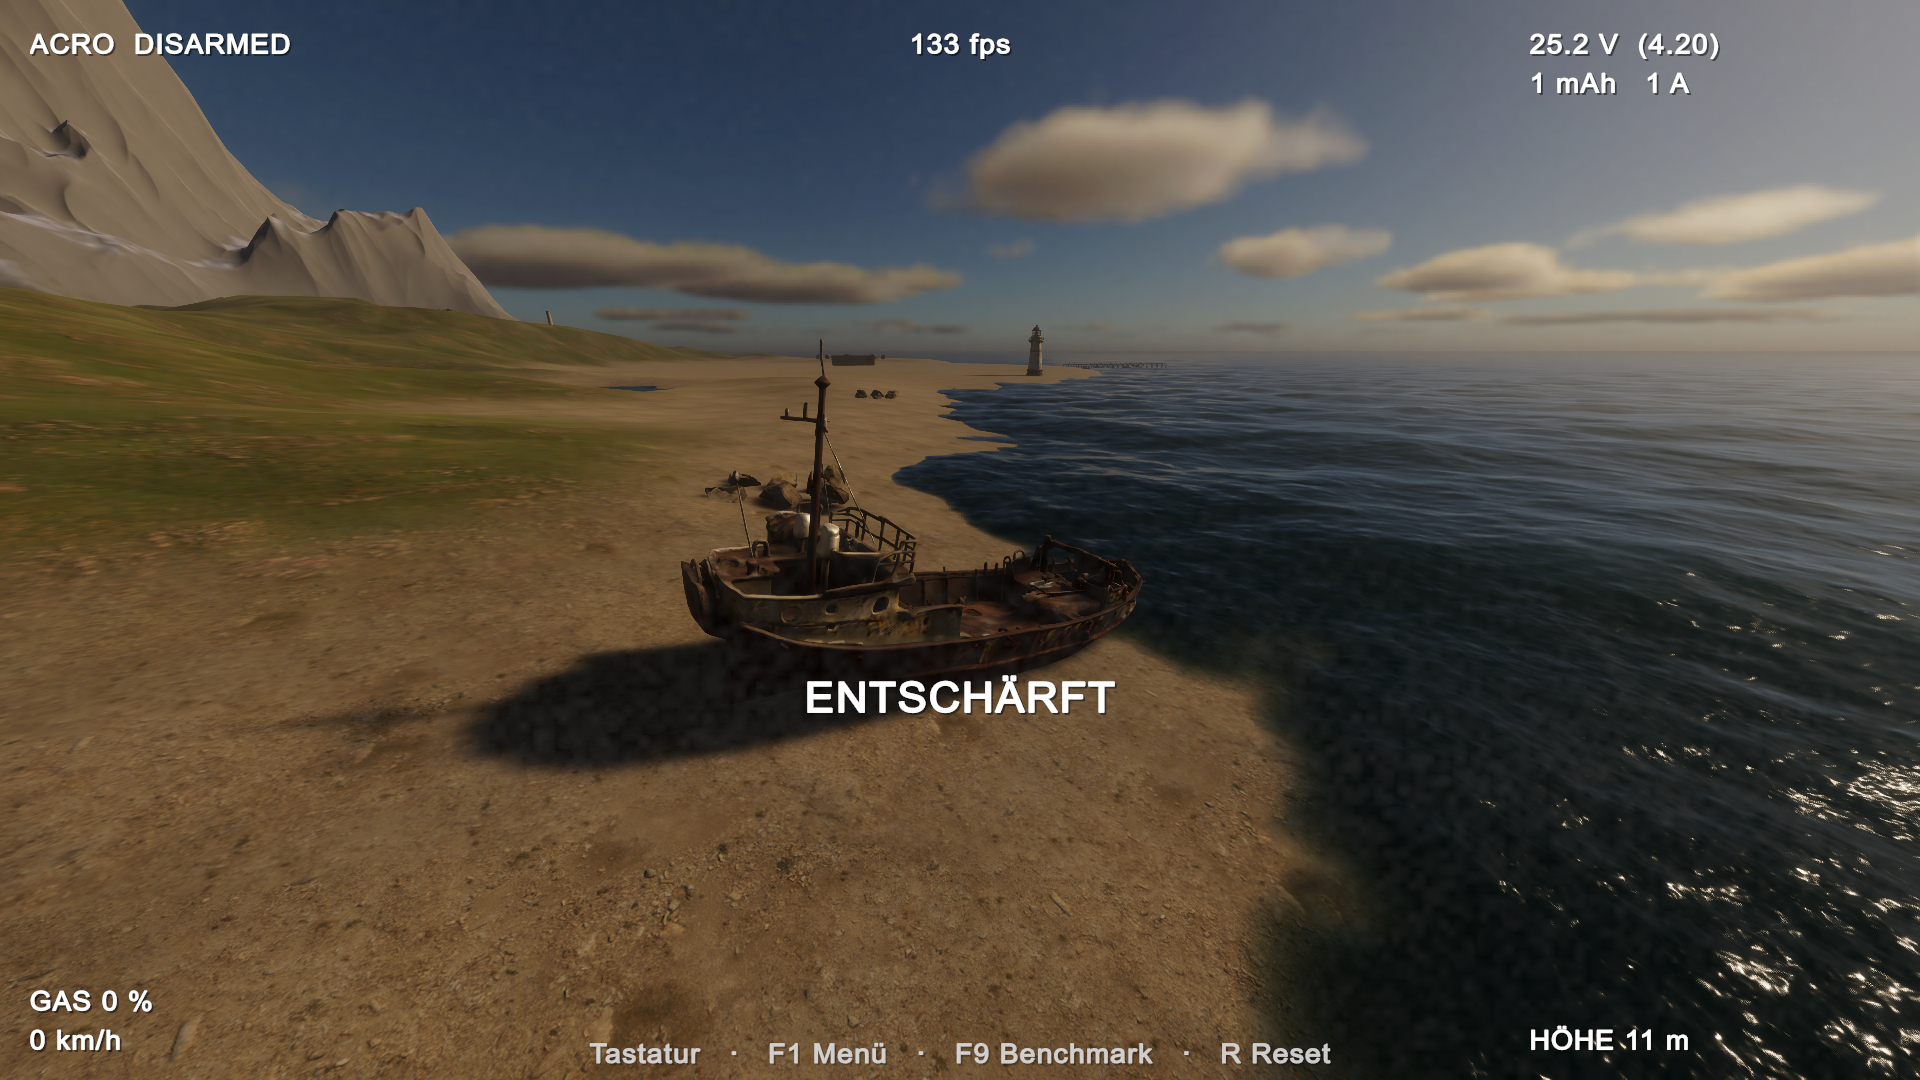 ACRO  DISARMED
133 fps
25.2 V  (4.20)
1 mAh   1 A
ENTSCHÄRFT
GAS 0 %
0 km/h
Tastatur · F1 Menü · F9 Benchmark · R Reset
HÖHE 11 m